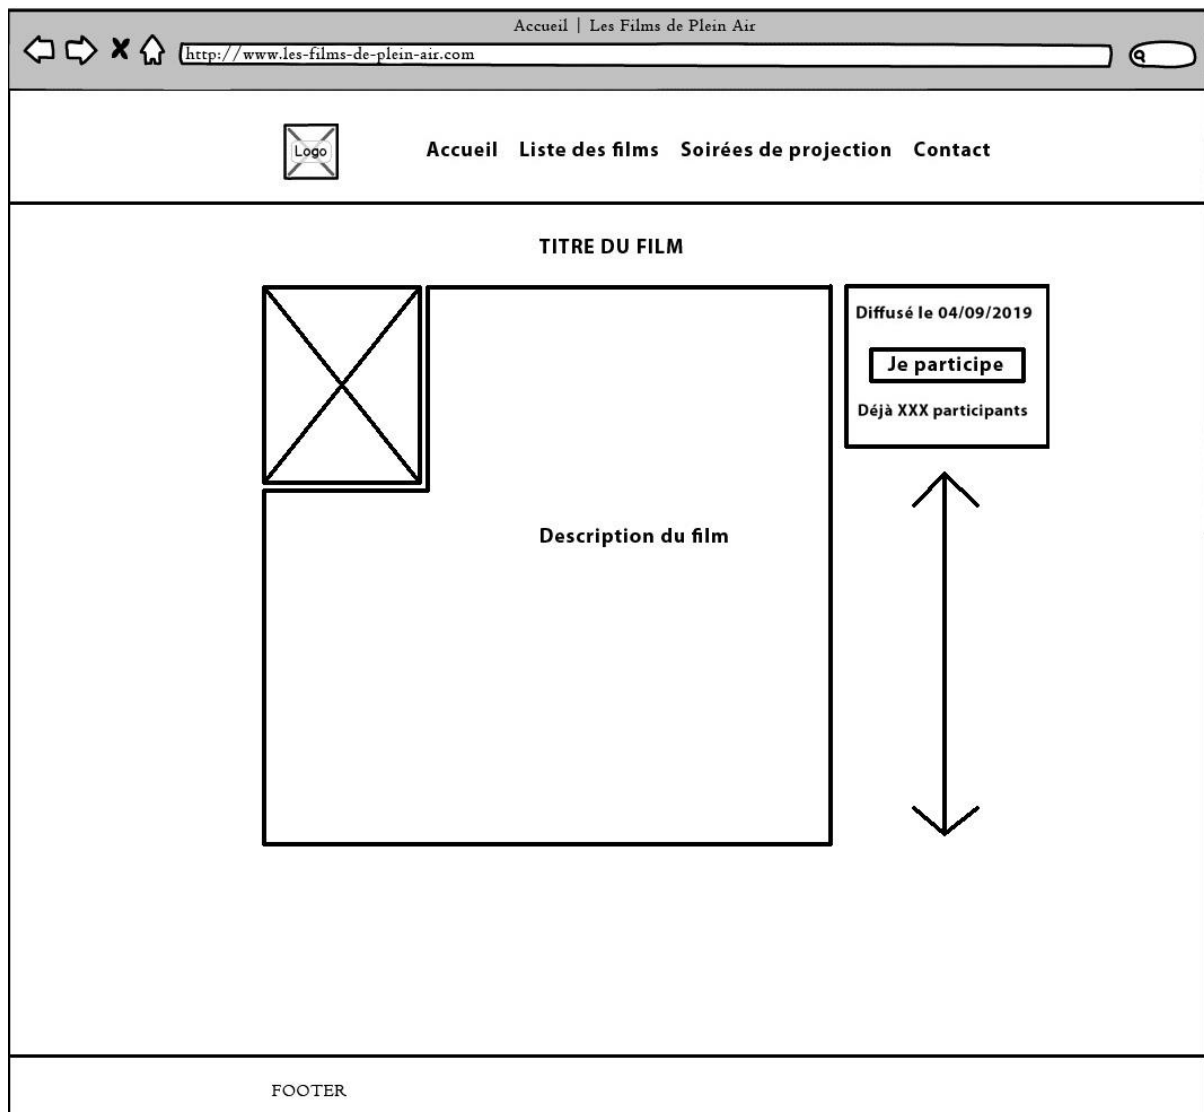 Accueil | Les Films de Plein Air
http://www.les-films-de-plein-air.com
Logo
Accueil Liste des films Soirées de projection Contact
TITRE DU FILM
Diffusé le 04/09/2019
Je participe
Déjà XXX participants
Description du film
FOOTER